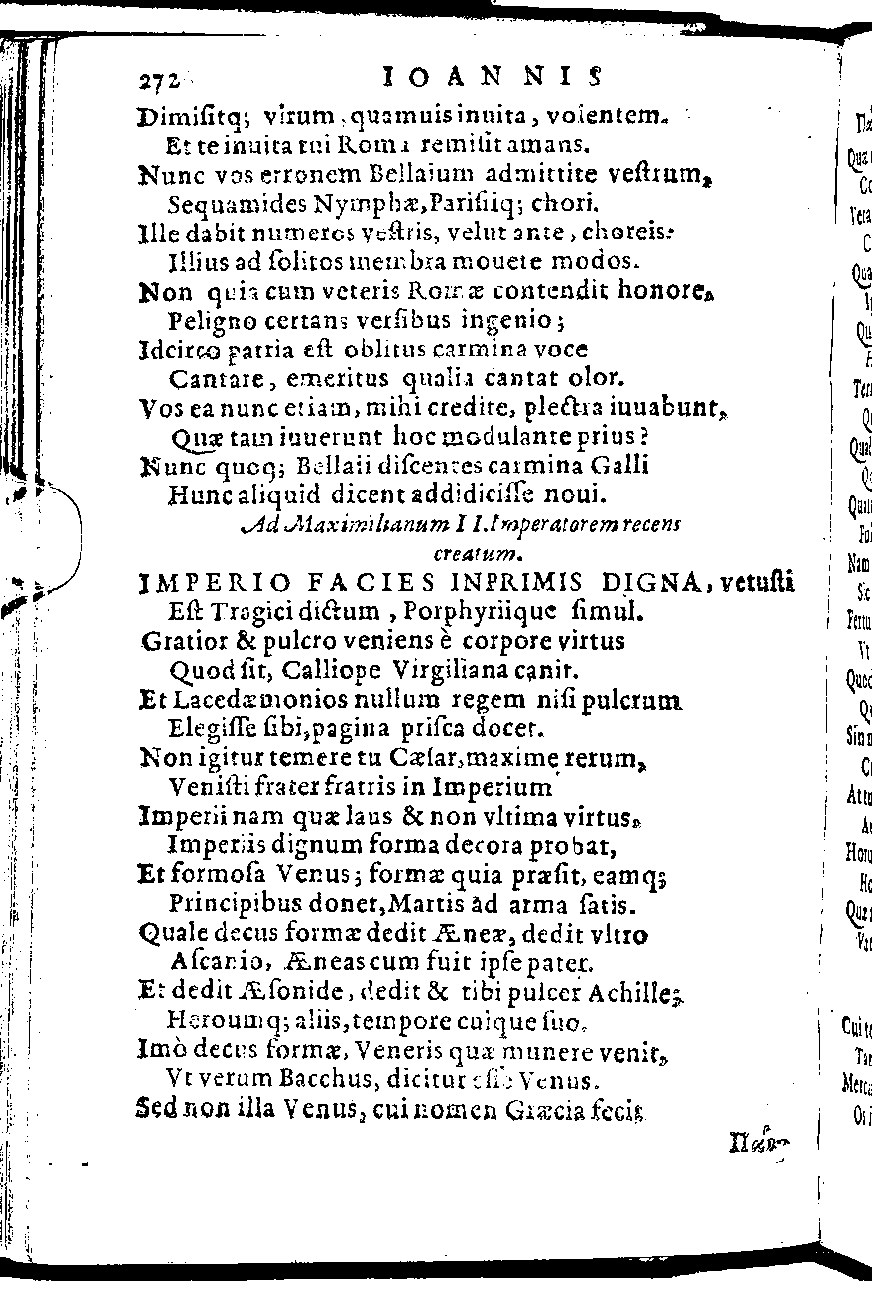 272 IOANNIS
Dimiſitq; virum, quamuis inuita, volentem.
Et te inuita tui Roma remiſit amans.
Nunc vos erronem Bellaium admittite veſtrum,
Sequamides Nymphæ, Pariſiiq; chori.
Ille dabit numeros veſtris, velut ante, choreis:
Illius ad ſolitos membra mouete modos.
Non quia cum veteris Romæ contendit honore,
Peligno certans verſibus ingenio;
Idcirco patria eſt oblitus carmina voce
Cantare, emeritus qualia cantat olor.
Vos ea nunc etiam, mihi credite, plectra iuuabunt,
Quæ tam iuuerunt hoc modulante prius?
Nunc quoq; Bellaii diſcentes carmina Galli
Hunc aliquid dicent addidiciſſe noui.
Ad Maximilianum II. Imperatorem recens
creatum.
IMPERIO FACIES INPRIMIS DIGNA, vetuſti
Eſt Tragici dictum, Porphyriique ſimul.
Gratior & pulcro veniens è corpore virtus
Quod ſit, Calliope Virgiliana canit.
Et Lacedæmonios nullum regem niſi pulcrum
Elegiſſe ſibi, pagina priſca docet.
Non igitur temere tu Cæſar, maxime rerum,
Veniſti frater fratris in Imperium
Imperii nam quæ laus & non vltima virtus,
Imperiis dignum forma decora probat,
Et formoſa Venus; formæ quia præſit, eamq;
Principibus donet, Martis ad arma ſatis.
Quale decus formæ dedit Æneæ, dedit vltro
Aſcanio, Æneas cum fuit ipſe pater.
Et dedit Æſonide, dedit & tibi pulcer Achille;
Heroumq; aliis, tempore cuique ſuo.
Imò decus formæ, Veneris quæ munere venit,
Vt verum Bacchus, dicitur eſſe Venus.
Sed non illa Venus, cui nomen Græcia fecit